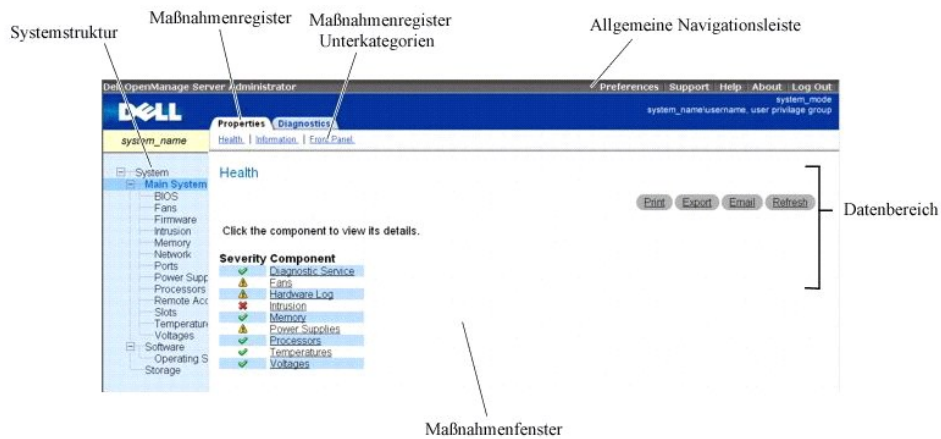 Systemstruktur
Maßnahmenregister
Maßnahmenregister
Unterkategorien
Allgemeine Navigationsleiste
Dell OpenManage Server Administrator
Preferences Support Help About Log Out
DELL
system_mode
system_name\username, user privilage group
Properties Diagnostics
system_name
Health | Information | Front Panel
System
Main System
BIOS
Fans
Firmware
Intrusion
Memory
Network
Ports
Power Supp
Processors
Remote Acc
Slots
Temperature
Voltages
Software
Operating S
Storage
Health
Print Export Email Refresh
Datenbereich
Click the component to view its details.
Severity Component
Diagnostic Service
Fans
Hardware Log
Intrusion
Memory
Power Supplies
Processors
Temperatures
Voltages
Maßnahmenfenster